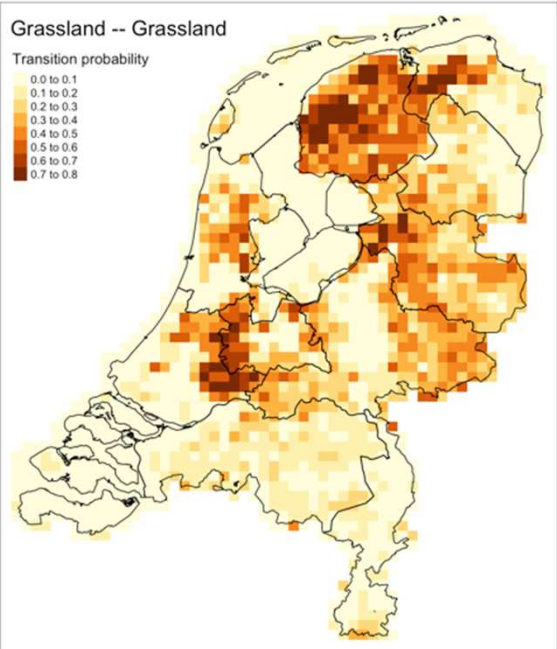 Grassland -- Grassland
Transition probability
0.0 to 0.1
0.1 to 0.2
0.2 to 0.3
0.3 to 0.4
0.4 to 0.5
0.5 to 0.6
0.6 to 0.7
0.7 to 0.8